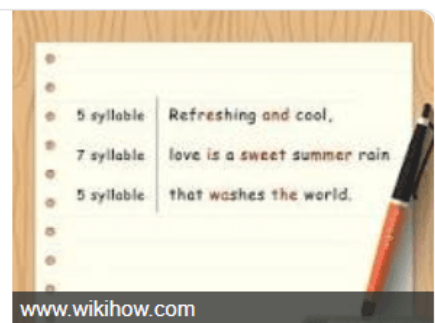 5 syllable Refreshing and cool,
7 syllable love is a sweet summer rain
5 syllable that washes the world.
www.wikihow.com